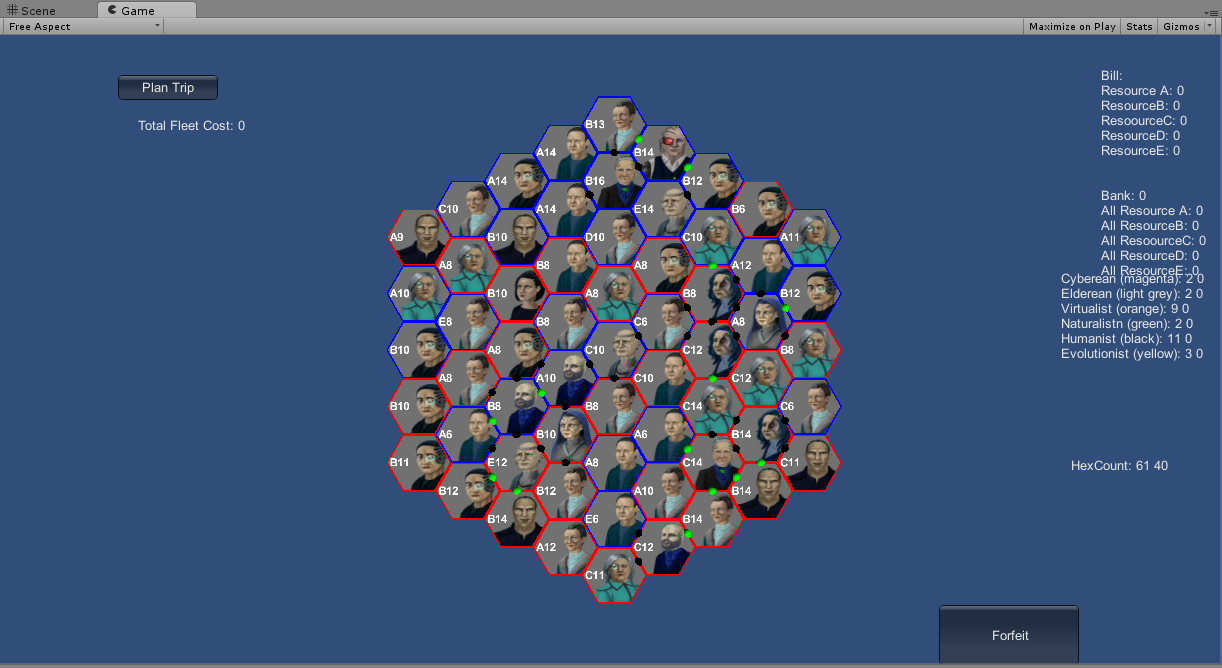 Scene
Game
Free Aspect
Maximize on Play
Stats
Gizmos
Plan Trip
Total Fleet Cost: 0
Bill:
Resource A: 0
ResourceB: 0
ResoourceC: 0
ResourceD: 0
ResourceE: 0
Bank: 0
All Resource A: 0
All ResourceB: 0
All ResoourceC: 0
All ResourceD: 0
All ResourceE: 0
Cyberean (magenta): 2 0
Elderean (light grey): 2 0
Virtualist (orange): 9 0
Naturalistn (green): 2 0
Humanist (black): 11 0
Evolutionist (yellow): 3 0
B13
A14 B14
A14 B16 B12
C10 A14 E14 B6
A9 B10 D10 C10 A11
A8 B8 A8 A12
A10 B10 A8 B8 B12
E8 B8 C6 A8
B10 A8 C10 C12 B8
A8 A10 C10 C12
B10 B8 B8 C14 C6
A6 B10 A6 B14
B11 E12 A8 C14 C11
B12 B12 A10 B14
B14 E6 B14
A12 C12
C11
HexCount: 61 40
Forfeit